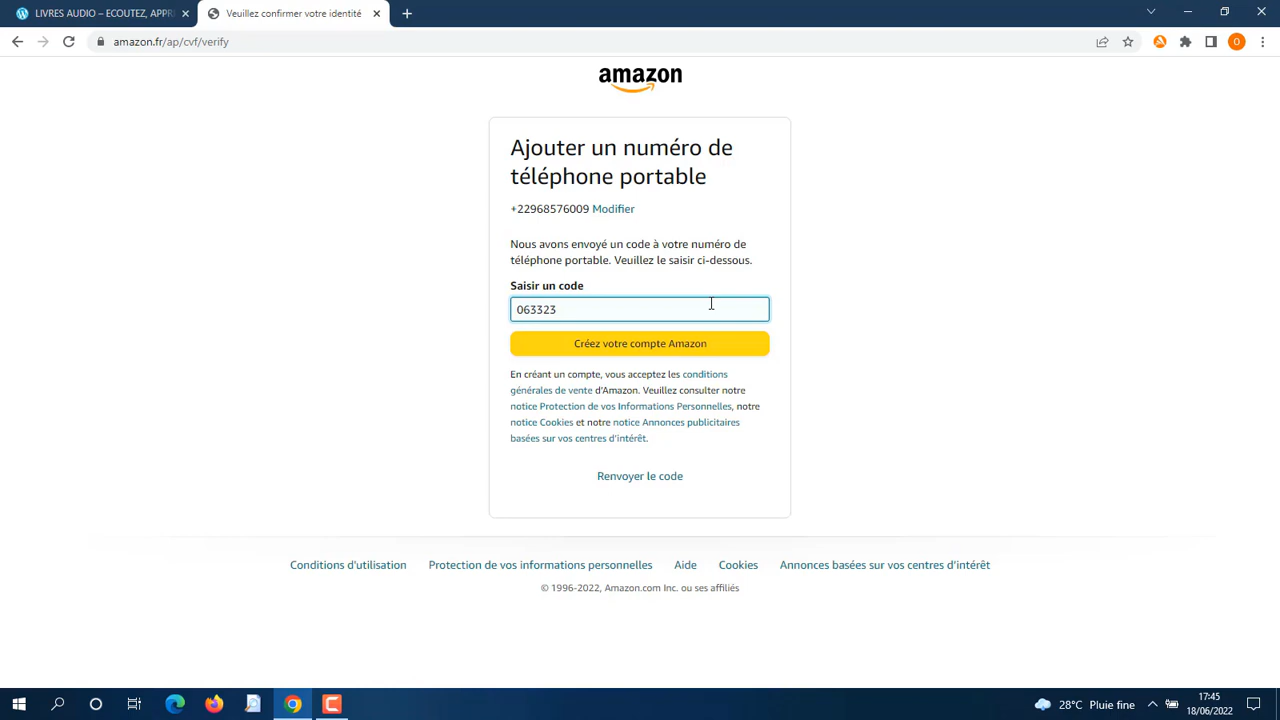 LIVRES AUDIO – ECOUTEZ, APPR
Veuillez confirmer votre identité
amazon.fr/ap/cvf/verify
O
amazon
Ajouter un numéro de
téléphone portable
+22968576009 Modifier
Nous avons envoyé un code à votre numéro de
téléphone portable. Veuillez le saisir ci-dessous.
Saisir un code
063323
Créez votre compte Amazon
En créant un compte, vous acceptez les conditions
générales de vente d'Amazon. Veuillez consulter notre
notice Protection de vos Informations Personnelles, notre
notice Cookies et notre notice Annonces publicitaires
basées sur vos centres d'intérêt.
Renvoyer le code
Conditions d'utilisation Protection de vos informations personnelles Aide Cookies Annonces basées sur vos centres d'intérêt
© 1996-2022, Amazon.com Inc. ou ses affiliés
28°C Pluie fine
17:45
18/06/2022